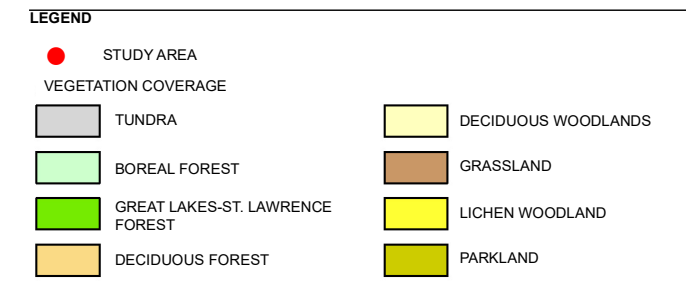 LEGEND
STUDY AREA
VEGETATION COVERAGE
TUNDRA
BOREAL FOREST
GREAT LAKES-ST. LAWRENCE
FOREST
DECIDUOUS FOREST
DECIDUOUS WOODLANDS
GRASSLAND
LICHEN WOODLAND
PARKLAND